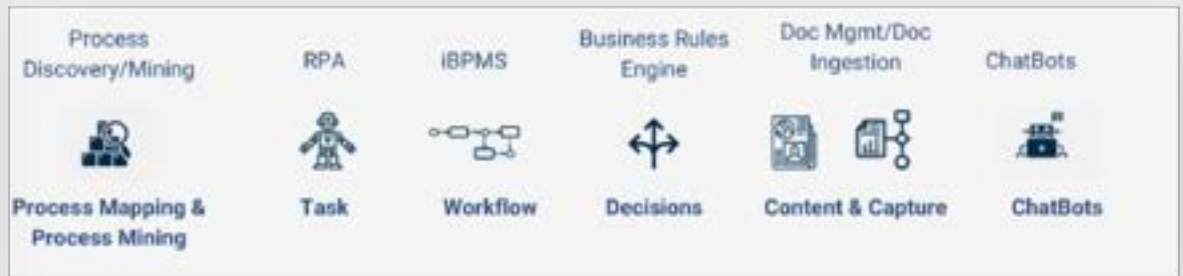 Process
Discovery/Mining
RPA
iBPMS
Business Rules
Engine
Doc Mgmt/Doc
Ingestion
ChatBots
Process Mapping &
Process Mining
Task
Workflow
Decisions
Content & Capture
ChatBots